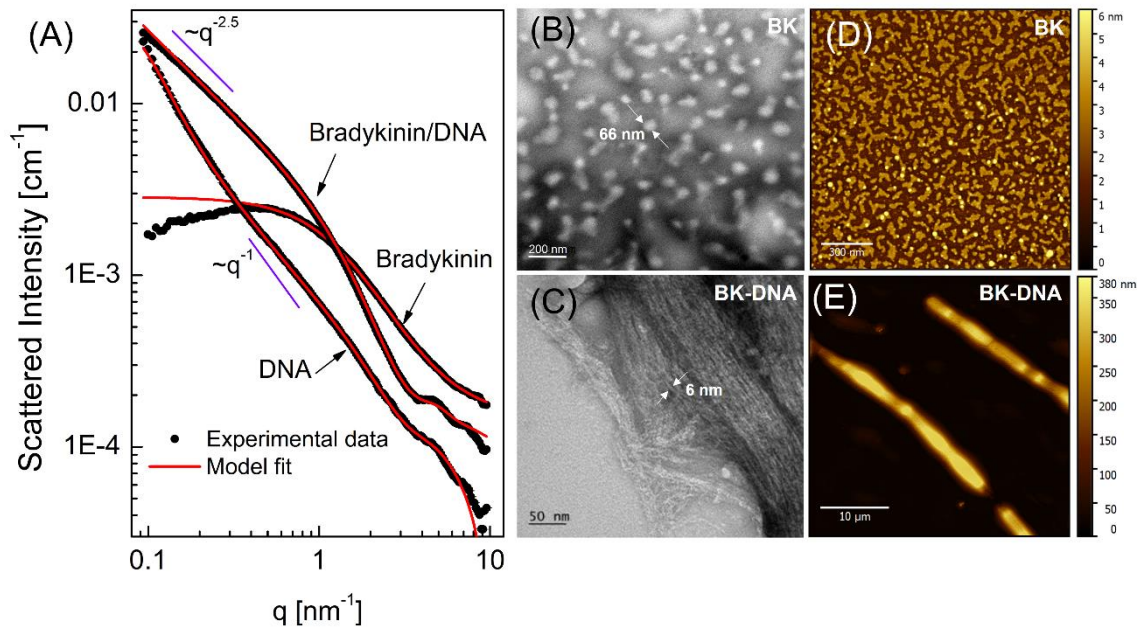 (A)
~q^-2.5
0.01
Bradykinin/DNA
1E-3
Bradykinin
~q^-1
DNA
1E-4
Experimental data
Model fit
0.1
1
10
Scattered Intensity [cm^-1]
q [nm^-1]
(B)
BK
66 nm
200 nm
(D)
BK
300 nm
6 nm
5
4
3
2
2
1
1
0
(C)
BK-DNA
6 nm
50 nm
(E)
BK-DNA
10 µm
380 nm
350
300
250
200
150
100
50
0